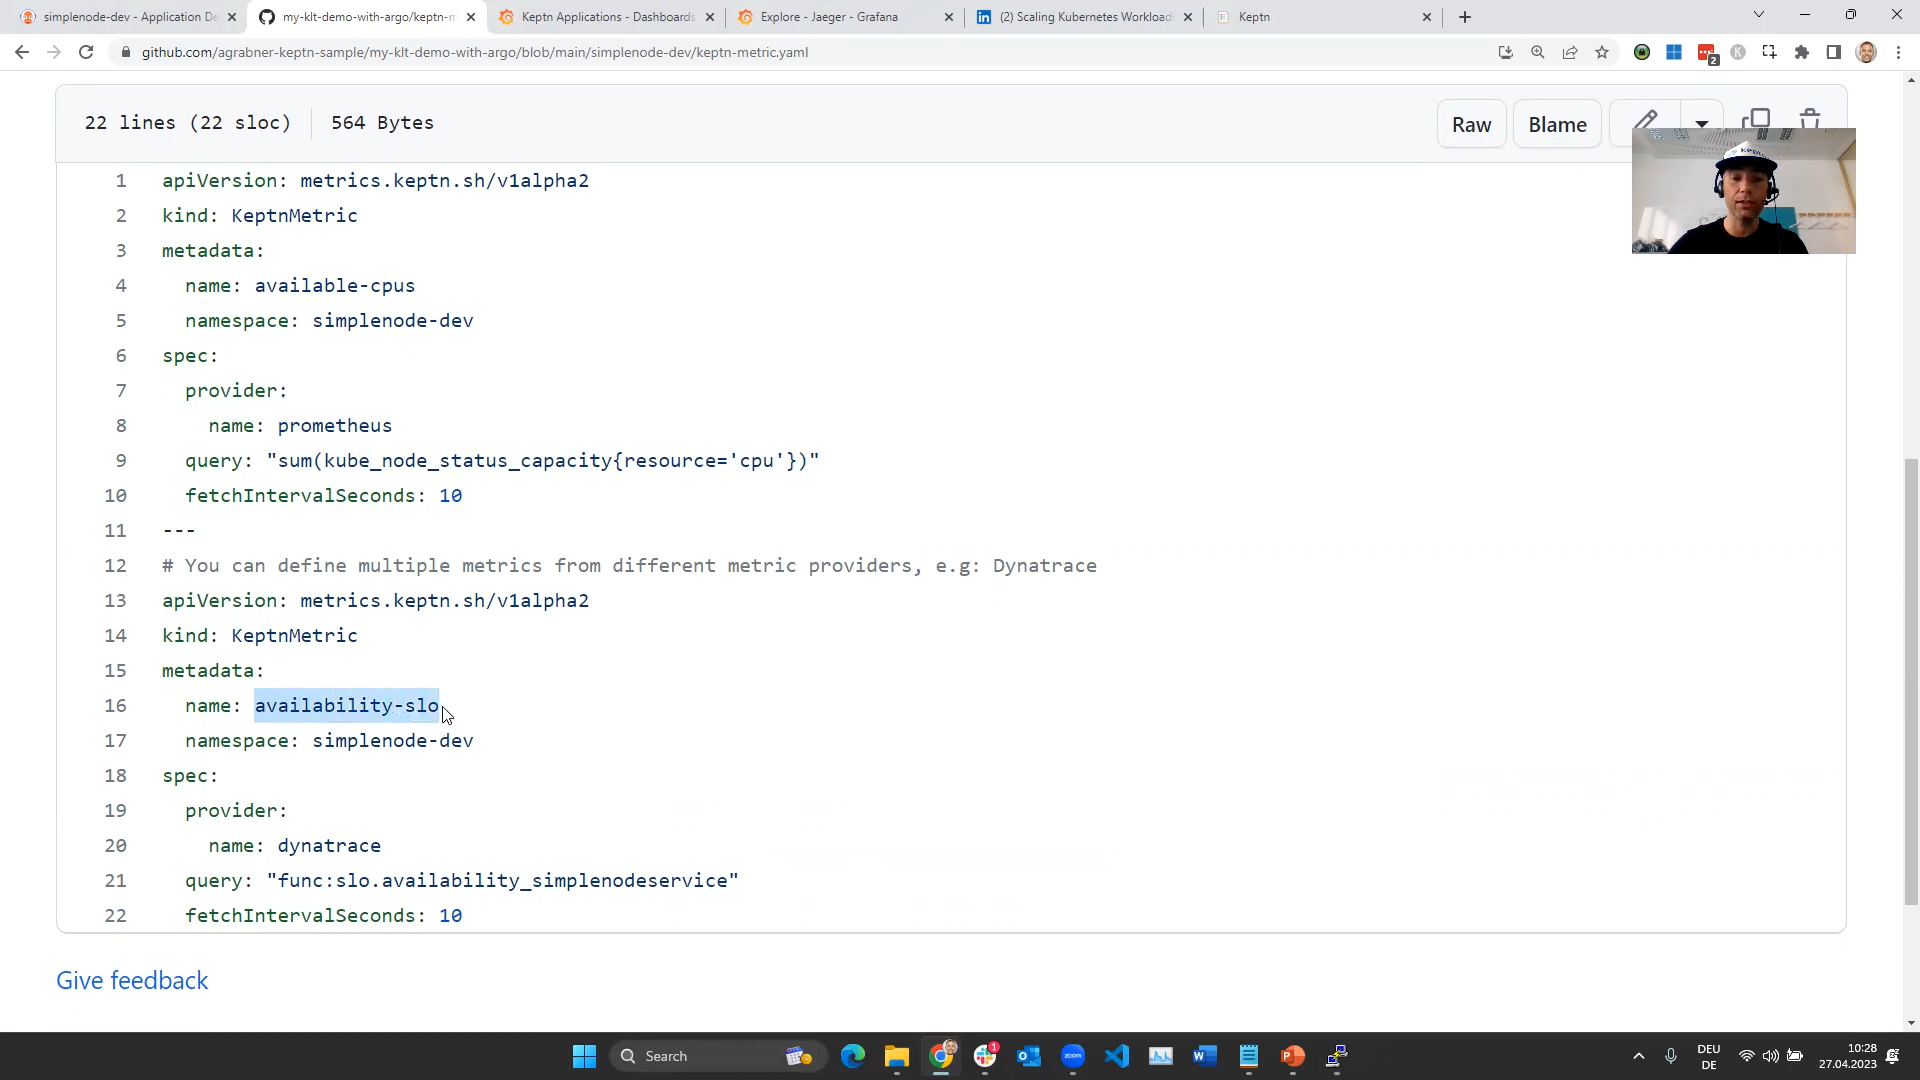 simplenode-dev - Application De
my-klt-demo-with-argo/keptn-m
Keptn Applications - Dashboards
Explore - Jaeger - Grafana
(2) Scaling Kubernetes Workload
Keptn
github.com/agrabner-keptn-sample/my-klt-demo-with-argo/blob/main/simplenode-dev/keptn-metric.yaml
2
22 lines (22 sloc)
564 Bytes
Raw
Blame
1 apiVersion: metrics.keptn.sh/v1alpha2
2 kind: KeptnMetric
3 metadata:
4 name: available-cpus
5 namespace: simplenode-dev
6 spec:
7 provider:
8 name: prometheus
9 query: "sum(kube_node_status_capacity{resource='cpu'})"
10 fetchIntervalSeconds: 10
11 ---
12 # You can define multiple metrics from different metric providers, e.g: Dynatrace
13 apiVersion: metrics.keptn.sh/v1alpha2
14 kind: KeptnMetric
15 metadata:
16 name: availability-slo
17 namespace: simplenode-dev
18 spec:
19 provider:
20 name: dynatrace
21 query: "func:slo.availability_simplenodeservice"
22 fetchIntervalSeconds: 10
Give feedback
Search
1
zoom
DEU
DE
10:28
27.04.2023